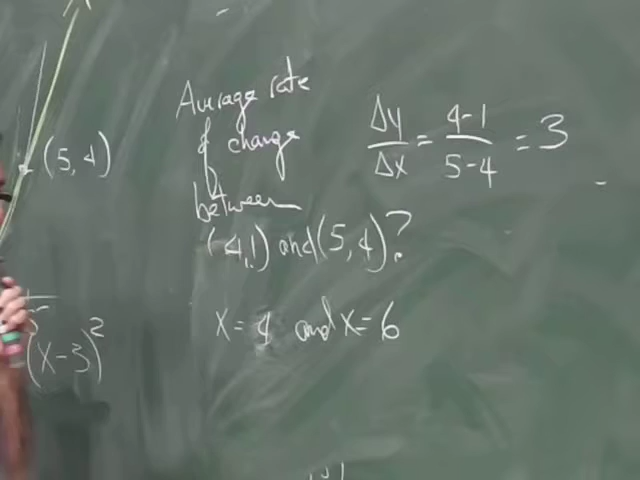 (5,4)
Average rate
of change
between
(4,1) and (5,4)?
Δy/Δx = 4-1/5-4 = 3
x=4 and x=6
(x-3)²